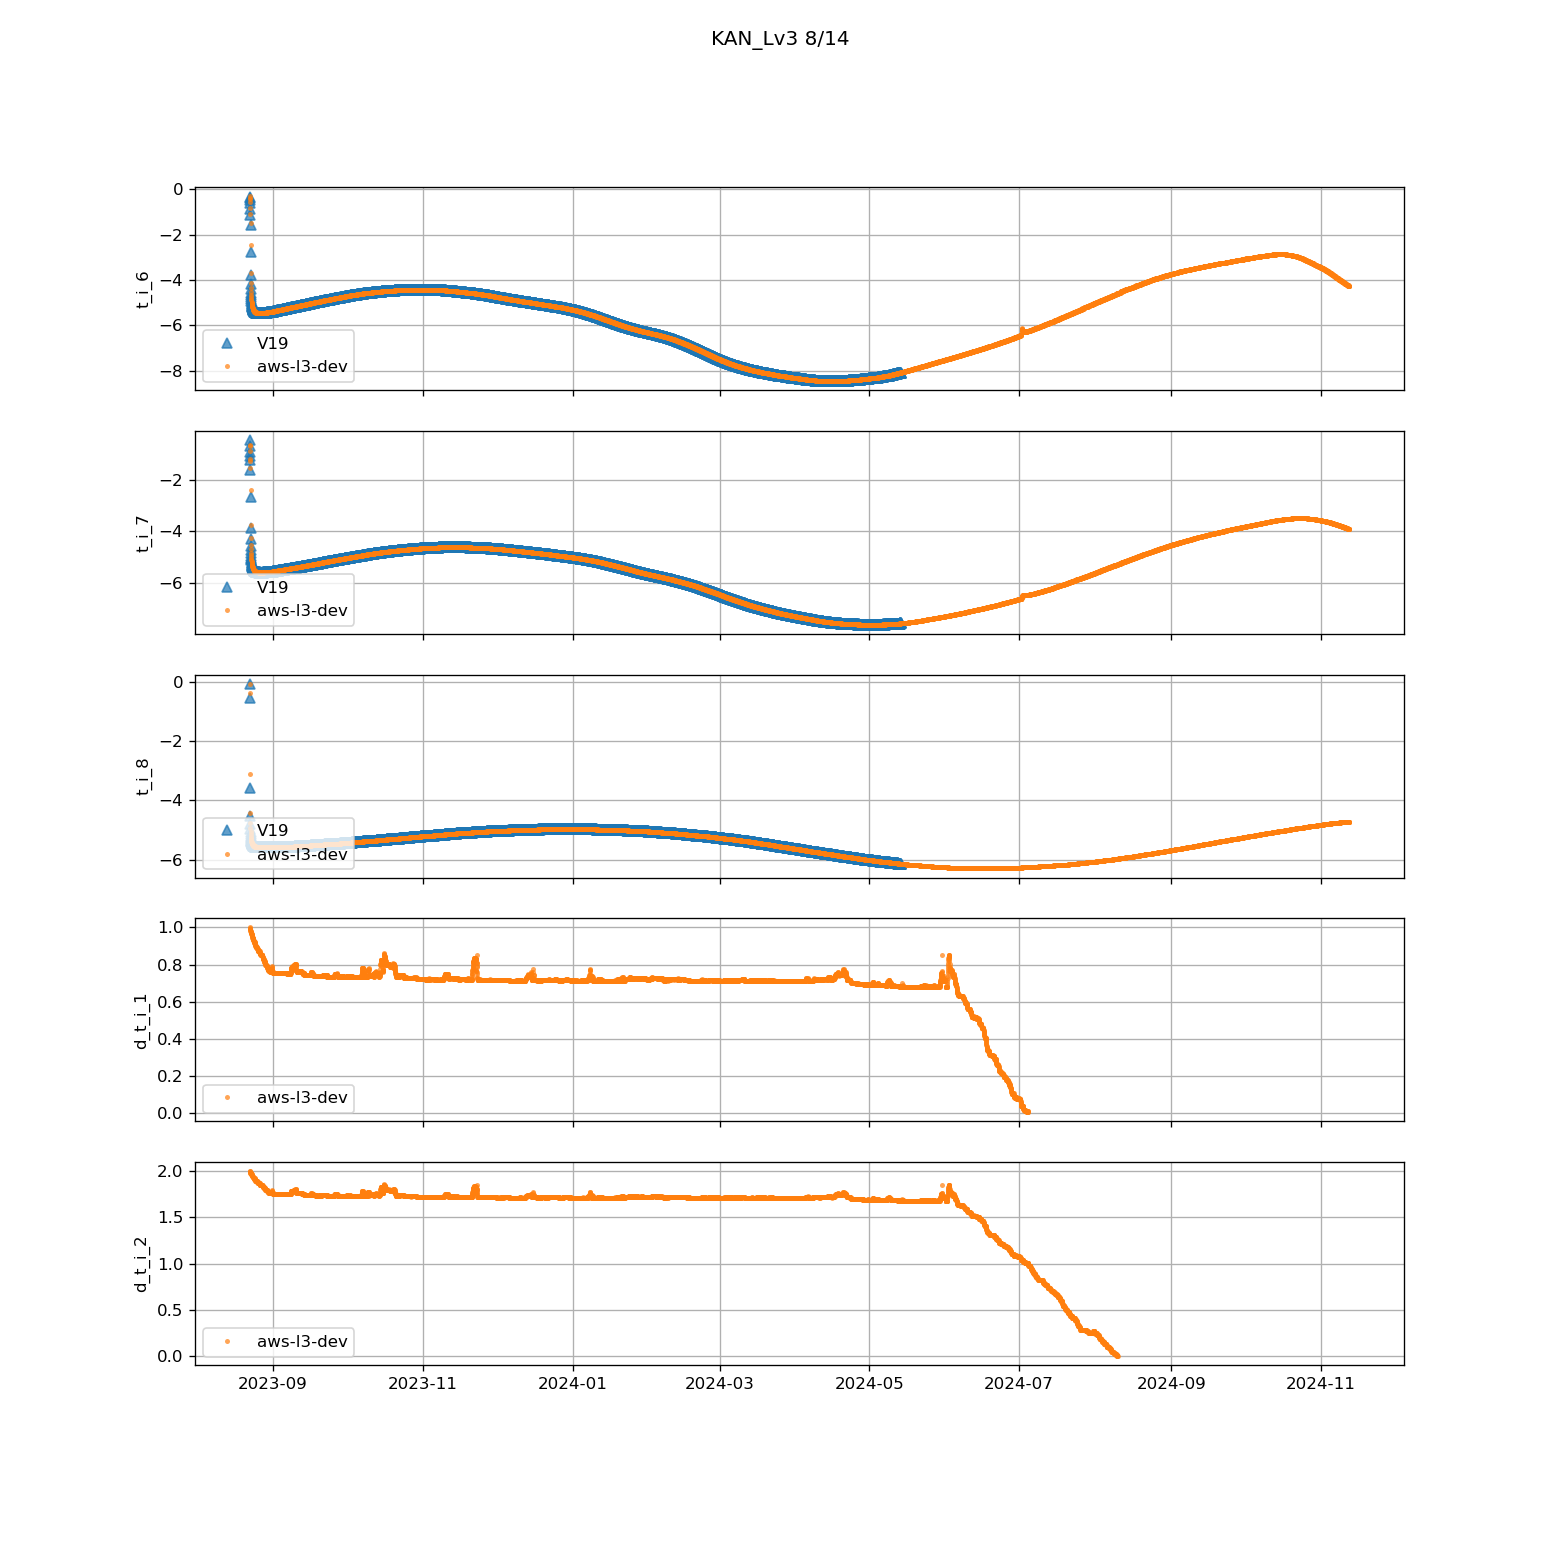 KAN_Lv3 8/14
0
−2
−4
−6
−8
t_i_6
V19
aws-l3-dev
−2
−4
−6
t_i_7
V19
aws-l3-dev
0
−2
−4
−6
t_i_8
V19
aws-l3-dev
1.0
0.8
0.6
0.4
0.2
0.0
d_t_i_1
aws-l3-dev
2.0
1.5
1.0
0.5
0.0
d_t_i_2
aws-l3-dev
2023-09 2023-11 2024-01 2024-03 2024-05 2024-07 2024-09 2024-11